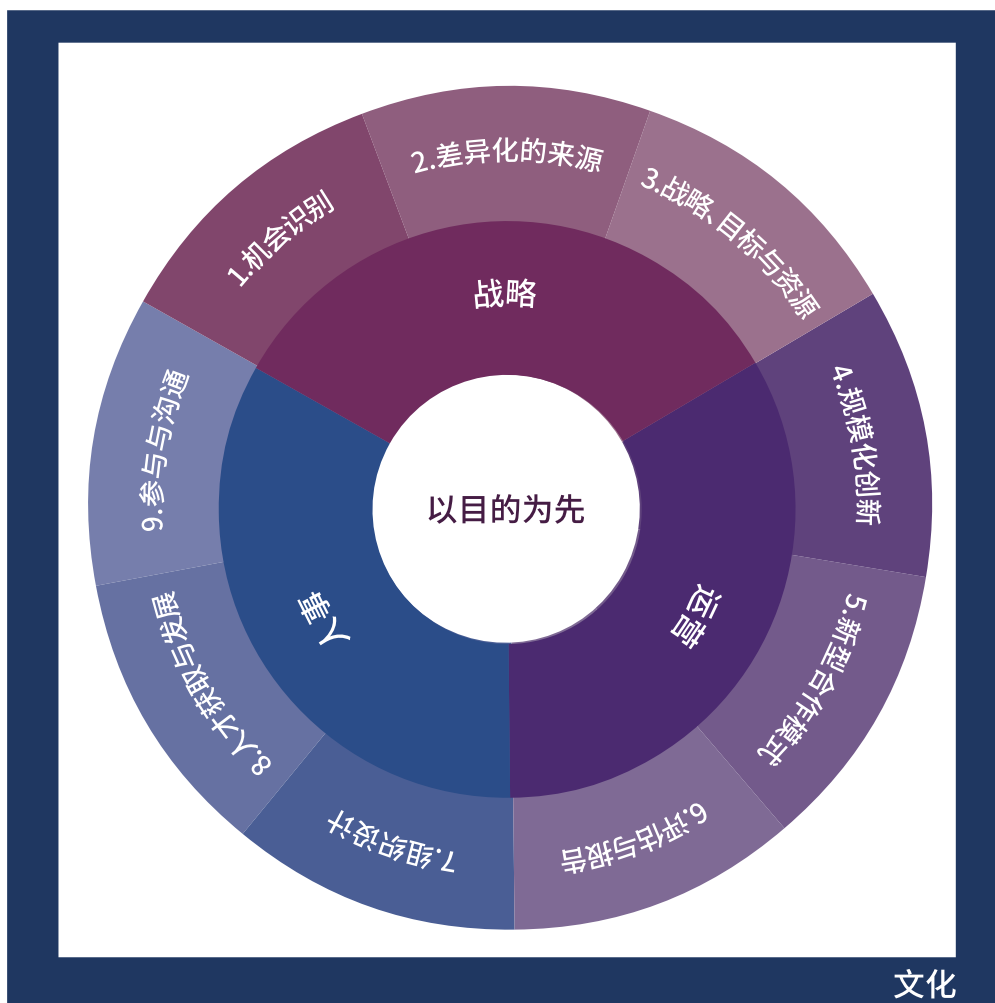 1.机会识别
2.差异化的来源
3.战略、目标与资源
4.规模化创新
5.新型合作模式
6.评估与报告
7.组织设计
8.人才获取与发展
9.参与与沟通
战略
运营
人事
以目的为先
文化